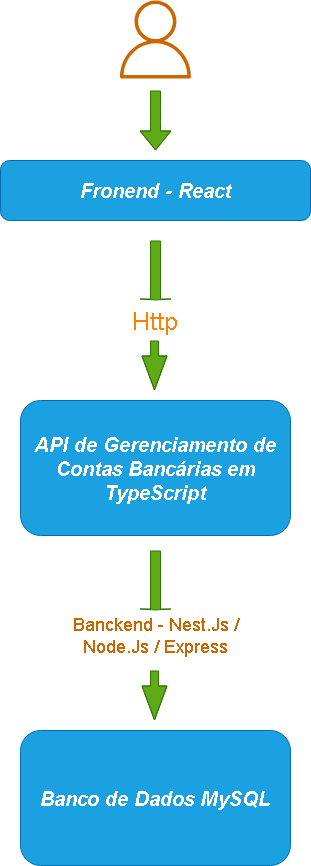 Fronend - React
Http
API de Gerenciamento de
Contas Bancárias em
TypeScript
Banckend - Nest.Js /
Node.Js / Express
Banco de Dados MySQL